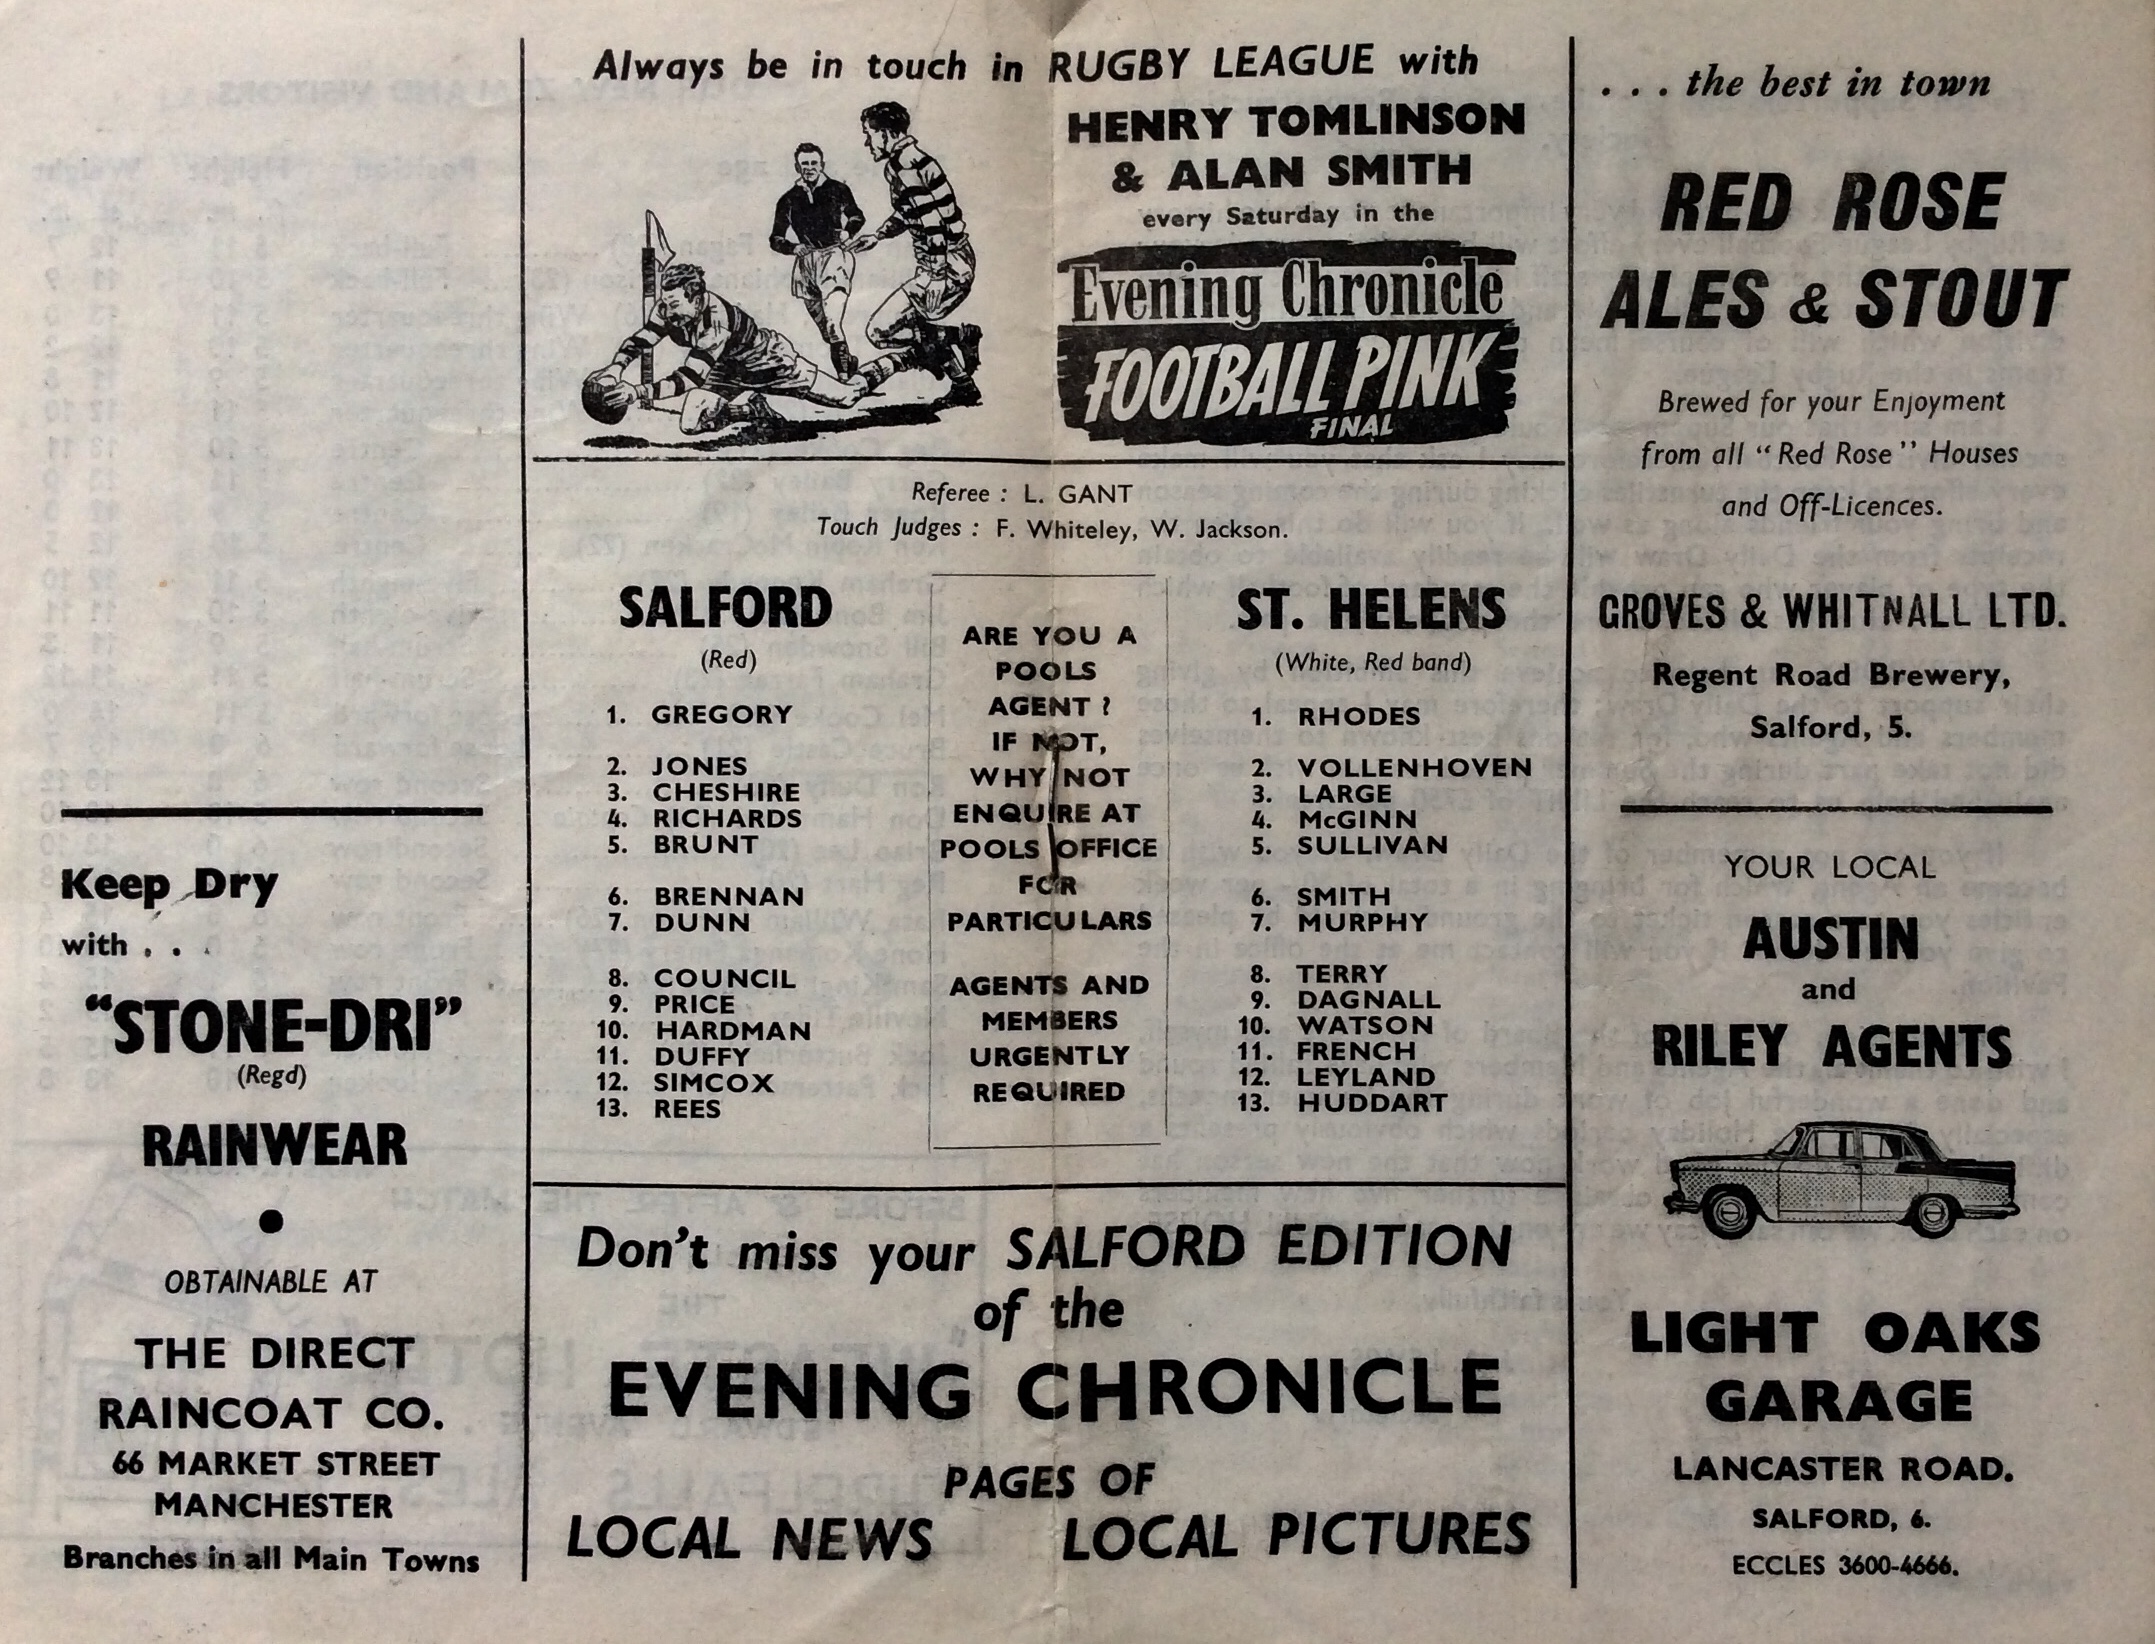 Keep Dry
with . . .
"STONE-DRI"
(Regd)
RAINWEAR
OBTAINABLE AT
THE DIRECT
RAINCOAT CO.
66 MARKET STREET
MANCHESTER
Branches in all Main Towns
Always be in touch in RUGBY LEAGUE with
HENRY TOMLINSON
& ALAN SMITH
every Saturday in the
Evening Chronicle
FOOTBALL PINK
FINAL
Referee : L. GANT
Touch Judges : F. Whiteley, W. Jackson.
SALFORD
(Red)
1. GREGORY
2. JONES
3. CHESHIRE
4. RICHARDS
5. BRUNT
6. BRENNAN
7. DUNN
8. COUNCIL
9. PRICE
10. HARDMAN
11. DUFFY
12. SIMCOX
13. REES
ARE YOU A
POOLS
AGENT ?
IF NOT,
WHY NOT
ENQUIRE AT
POOLS OFFICE
FOR
PARTICULARS
AGENTS AND
MEMBERS
URGENTLY
REQUIRED
ST. HELENS
(White, Red band)
1. RHODES
2. VOLLENHOVEN
3. LARGE
4. McGINN
5. SULLIVAN
6. SMITH
7. MURPHY
8. TERRY
9. DAGNALL
10. WATSON
11. FRENCH
12. LEYLAND
13. HUDDART
Don't miss your SALFORD EDITION
of the
EVENING CHRONICLE
PAGES OF
LOCAL NEWS LOCAL PICTURES
. . . the best in town
RED ROSE
ALES & STOUT
Brewed for your Enjoyment
from all "Red Rose" Houses
and Off-Licences.
GROVES & WHITNALL LTD.
Regent Road Brewery,
Salford, 5.
YOUR LOCAL
AUSTIN
and
RILEY AGENTS
LIGHT OAKS
GARAGE
LANCASTER ROAD.
SALFORD, 6.
ECCLES 3600-4666.